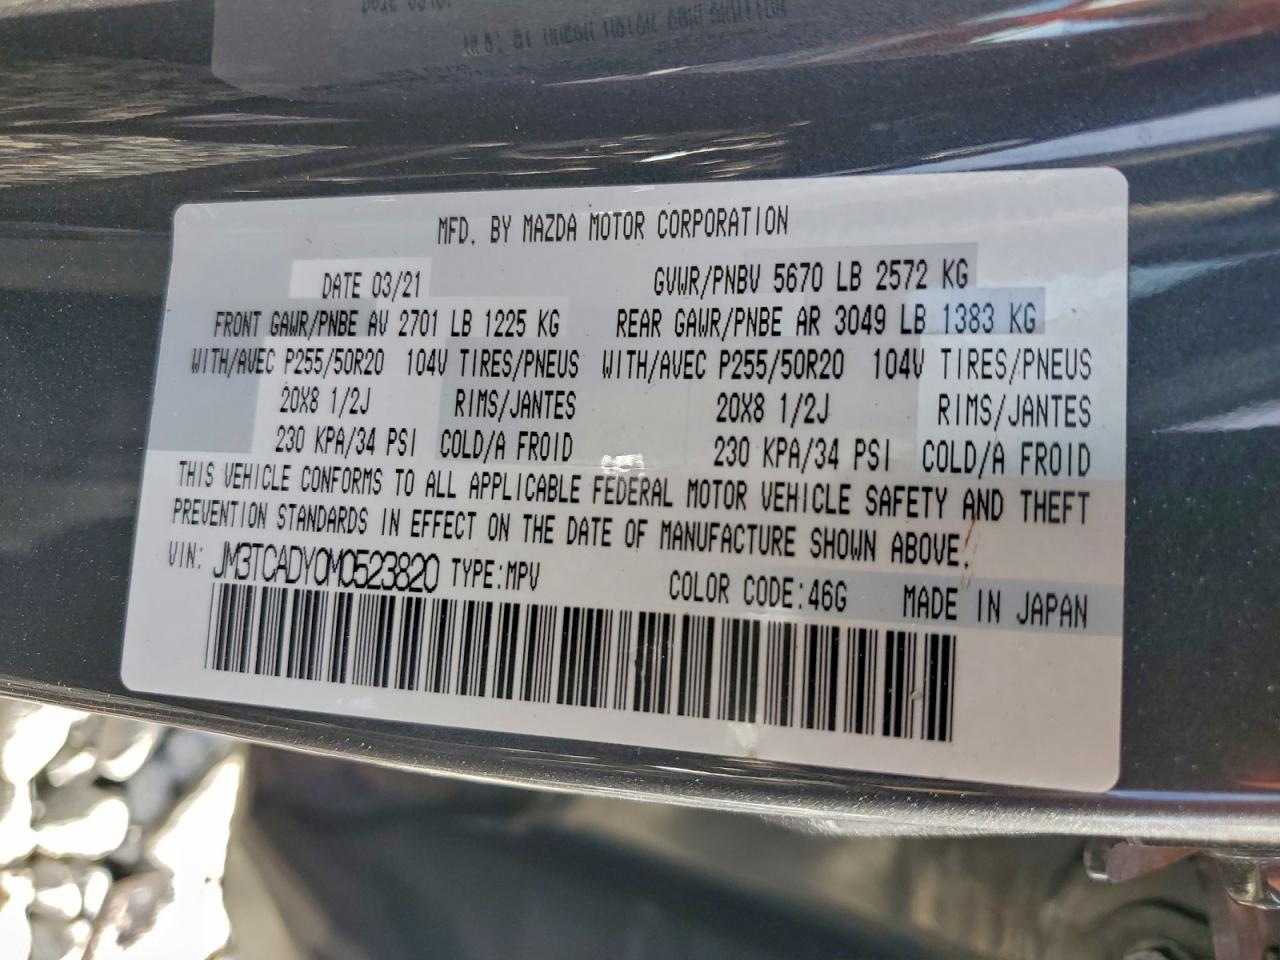 MFD. BY MAZDA MOTOR CORPORATION
DATE 03/21 GVWR/PNBV 5670 LB 2572 KG
FRONT GAWR/PNBE AV 2701 LB 1225 KG REAR GAWR/PNBE AR 3049 LB 1383 KG
WITH/AVEC P255/50R20 104V TIRES/PNEUS WITH/AVEC P255/50R20 104V TIRES/PNEUS
20X8 1/2J RIMS/JANTES 20X8 1/2J RIMS/JANTES
230 KPA/34 PSI COLD/A FROID 230 KPA/34 PSI COLD/A FROID
THIS VEHICLE CONFORMS TO ALL APPLICABLE FEDERAL MOTOR VEHICLE SAFETY AND THEFT
PREVENTION STANDARDS IN EFFECT ON THE DATE OF MANUFACTURE SHOWN ABOVE.
VIN: JM3TCADY0M0523820 TYPE:MPV COLOR CODE:46G MADE IN JAPAN